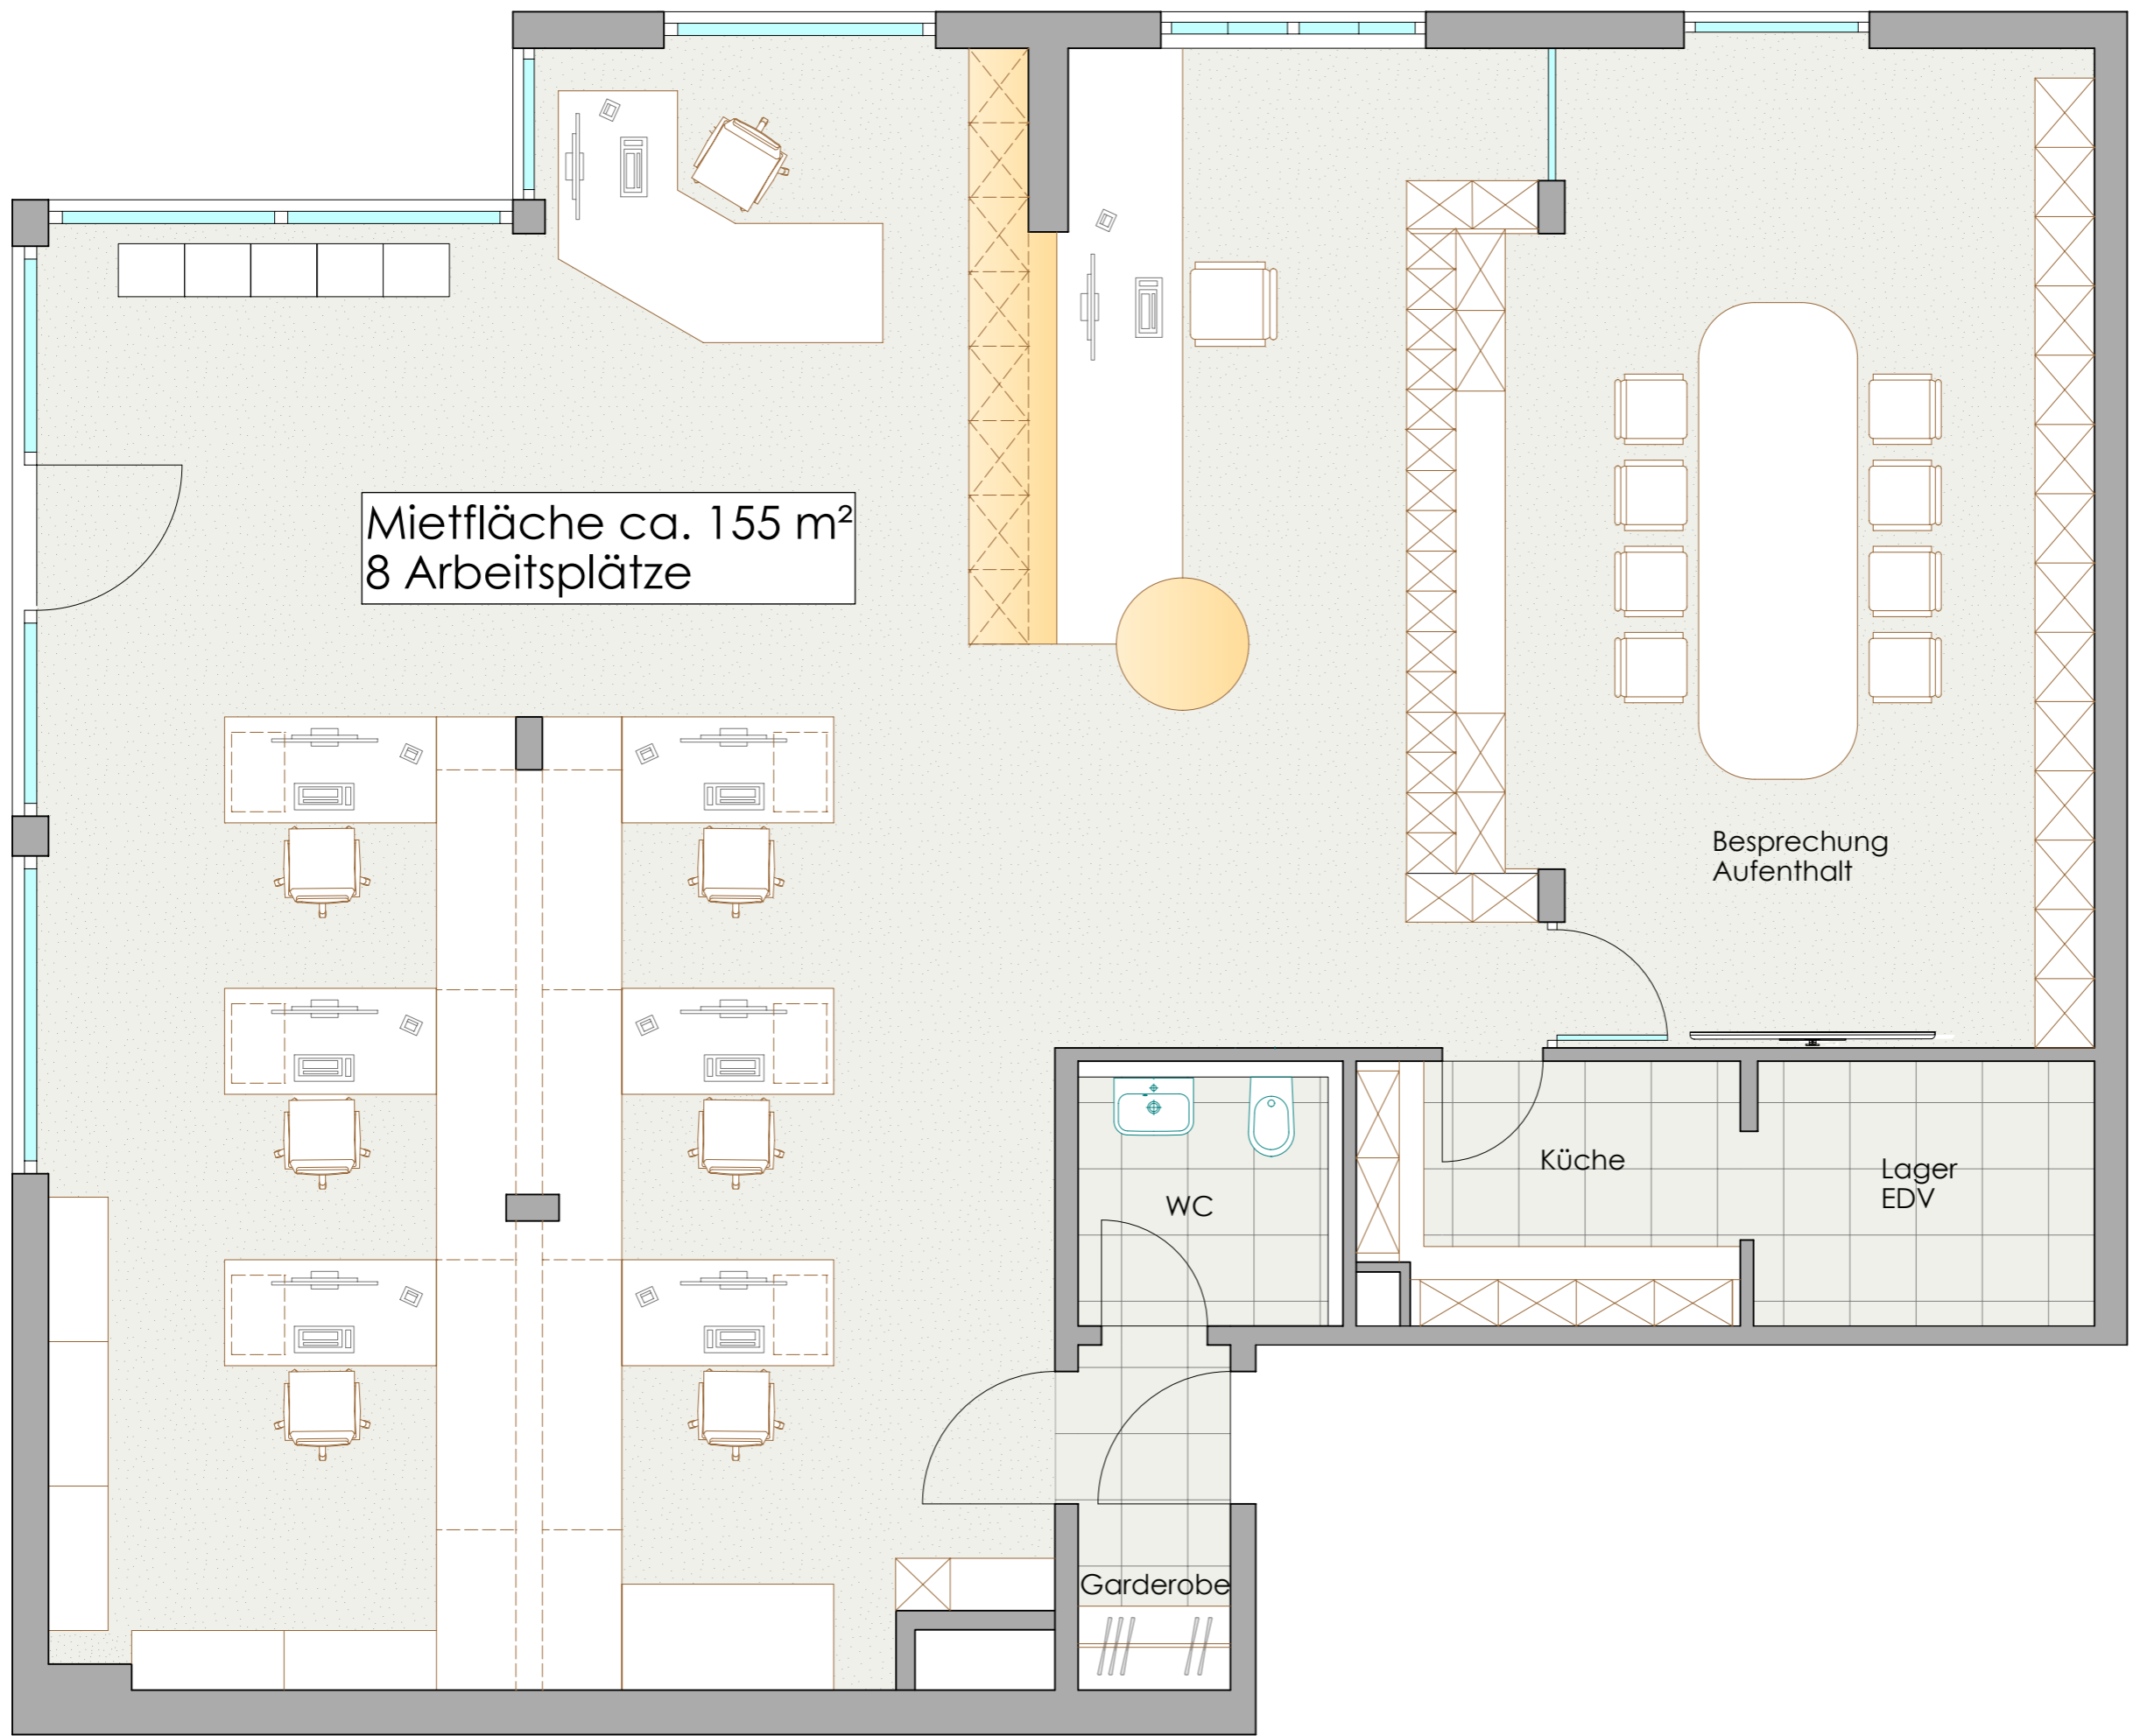 Mietfläche ca. 155 m²
8 Arbeitsplätze
Besprechung
Aufenthalt
Küche
Lager
EDV
WC
Garderobe